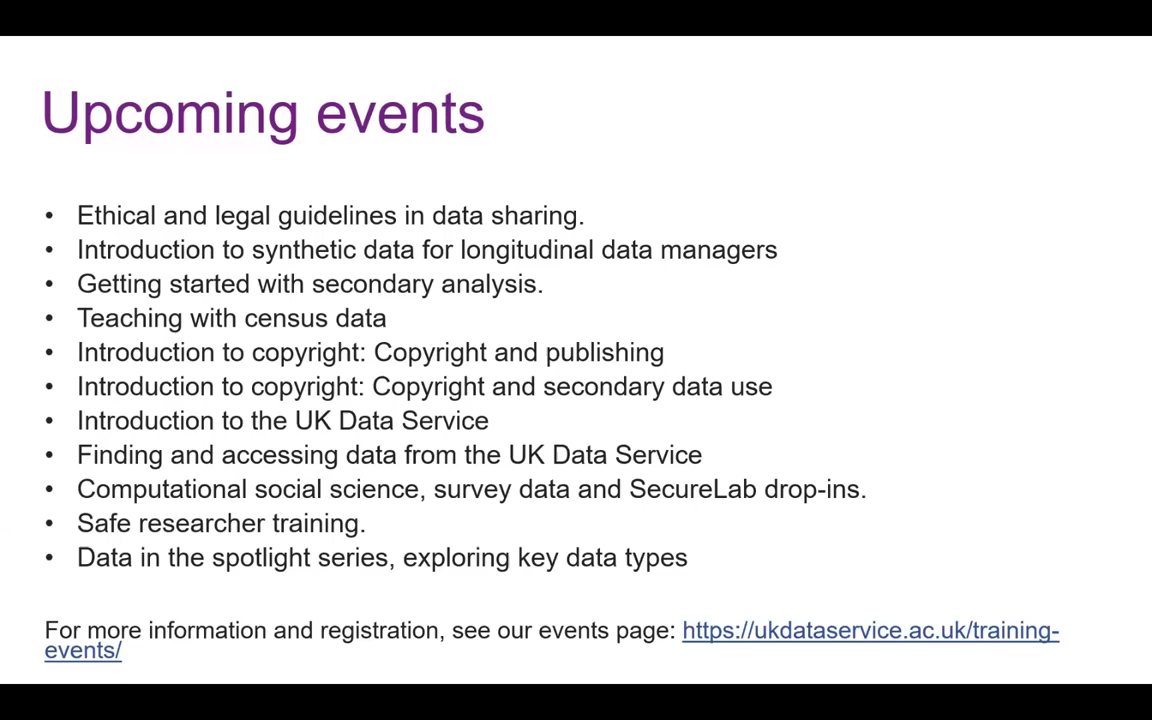 Upcoming events
• Ethical and legal guidelines in data sharing.
• Introduction to synthetic data for longitudinal data managers
• Getting started with secondary analysis.
• Teaching with census data
• Introduction to copyright: Copyright and publishing
• Introduction to copyright: Copyright and secondary data use
• Introduction to the UK Data Service
• Finding and accessing data from the UK Data Service
• Computational social science, survey data and SecureLab drop-ins.
• Safe researcher training.
• Data in the spotlight series, exploring key data types
For more information and registration, see our events page: https://ukdataservice.ac.uk/training-
events/